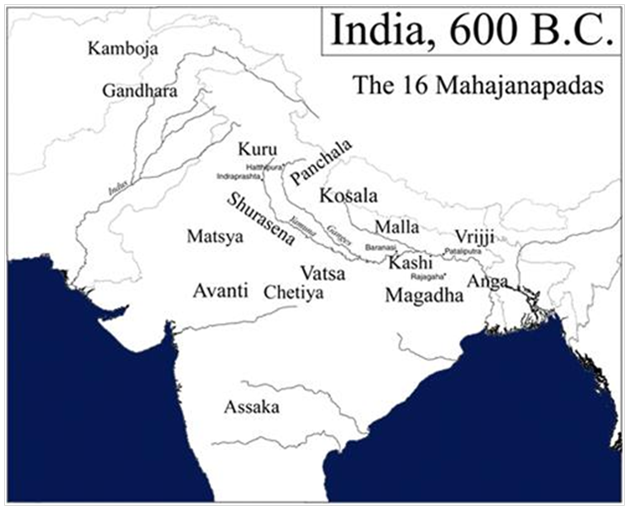 India, 600 B.C.
The 16 Mahajanapadas
Kamboja
Gandhara
Indus
Kuru
Hatthipura
Indraprashta
Panchala
Kosala
Shurasena
Yamuna
Ganges
Malla
Vrijji
Matsya
Baranasi
Pataliputra
Kashi
Rajagaha
Vatsa
Anga
Avanti
Chetiya
Magadha
Assaka